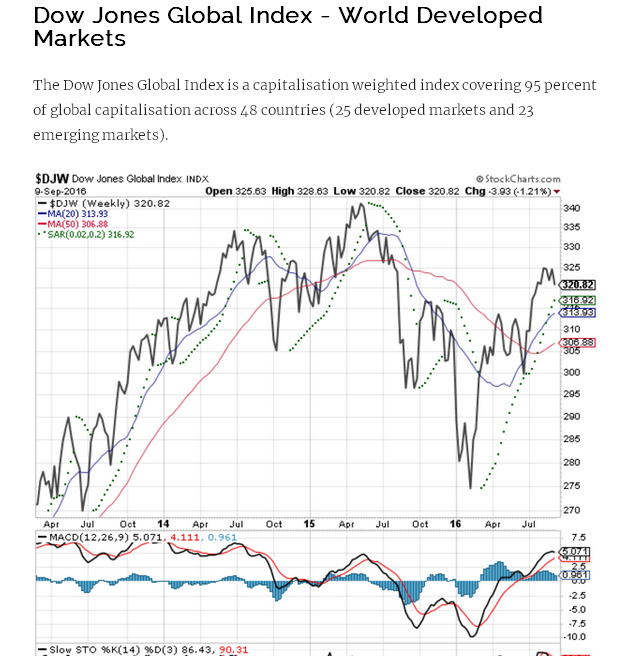 Dow Jones Global Index - World Developed
Markets
The Dow Jones Global Index is a capitalisation weighted index covering 95 percent
of global capitalisation across 48 countries (25 developed markets and 23
emerging markets).
$DJW Dow Jones Global Index INDX
© StockCharts.com
9-Sep-2016
Open 325.63 High 328.63 Low 320.82 Close 320.82 Chg -3.93 (-1.21%)
$DJW (Weekly) 320.82
MA(20) 313.93
MA(50) 306.88
SAR(0.02,0.2) 316.92
340
335
330
325
320.82
316.92
313.93
310
306.88
305
300
295
290
285
280
275
270
Apr Jul Oct 14 Apr Jul Oct 15 Apr Jul Oct 16 Apr Jul
MACD(12,26,9) 5.071, 4.111, 0.961
7.5
5.071
4.111
2.5
0.961
0.0
-2.5
-5.0
-7.5
-10.0
Slow STO %K(14) %D(3) 86.43, 90.31